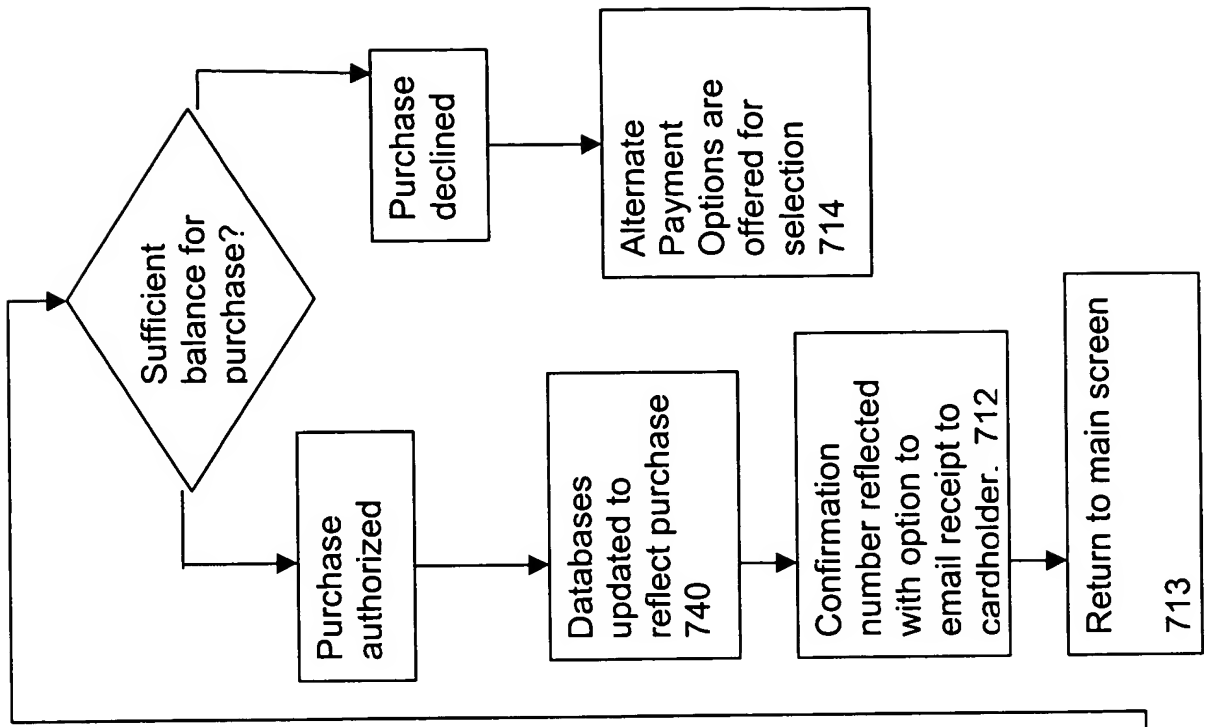 Sufficient
balance for
purchase?
Purchase
authorized
Purchase
declined
Databases
updated to
reflect purchase
740
Alternate
Payment
Options are
offered for
selection
714
Confirmation
number reflected
with option to
email receipt to
cardholder. 712
Return to main screen
713